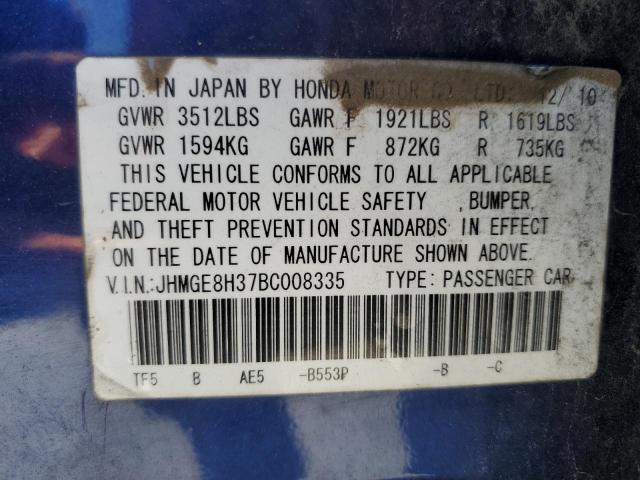 MFD. IN JAPAN BY HONDA MOTOR CO., LTD. 12/10
GVWR 3512LBS GAWR F 1921LBS R 1619LBS
GVWR 1594KG GAWR F 872KG R 735KG
THIS VEHICLE CONFORMS TO ALL APPLICABLE
FEDERAL MOTOR VEHICLE SAFETY ,BUMPER,
AND THEFT PREVENTION STANDARDS IN EFFECT
ON THE DATE OF MANUFACTURE SHOWN ABOVE.
V.I.N.:JHMGE8H37BC008335 TYPE: PASSENGER CAR
TF5 B AE5 -B553P -B -C